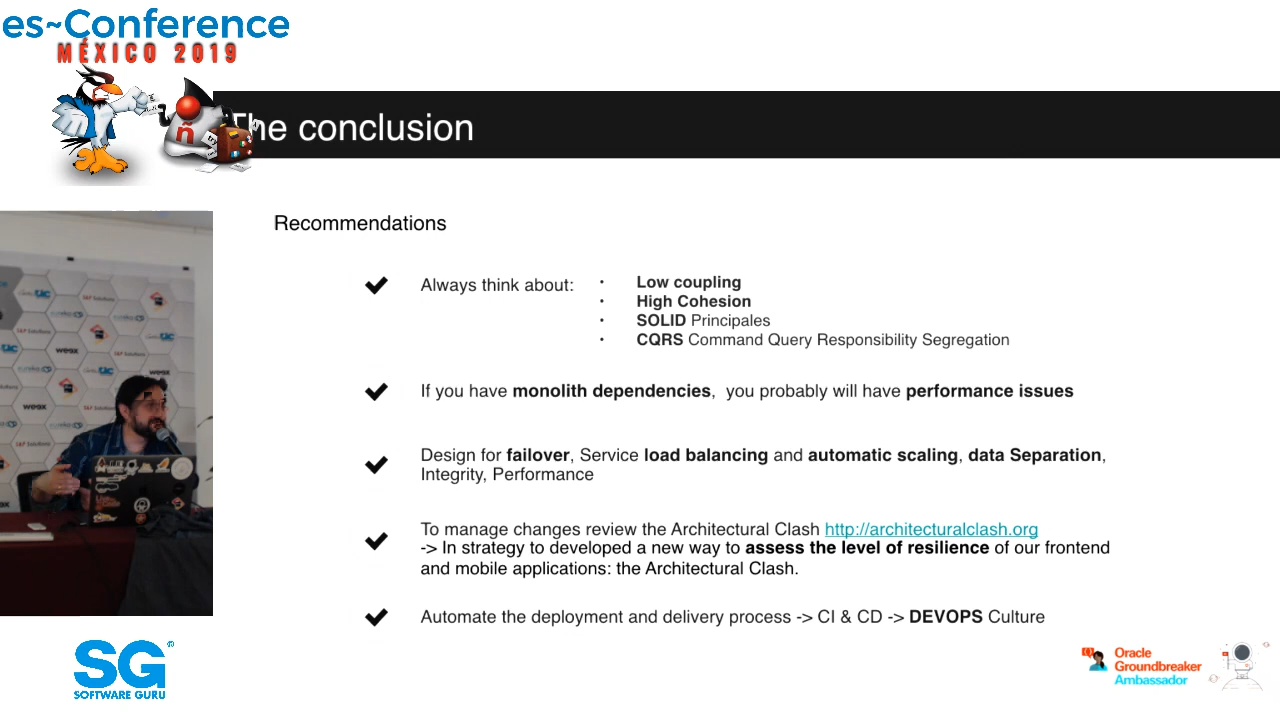 es~Conference
MÉXICO 2019
The conclusion
Recommendations
Always think about:
• Low coupling
• High Cohesion
• SOLID Principales
• CQRS Command Query Responsibility Segregation
If you have monolith dependencies, you probably will have performance issues
Design for failover, Service load balancing and automatic scaling, data Separation,
Integrity, Performance
To manage changes review the Architectural Clash http://architecturalclash.org
-> In strategy to developed a new way to assess the level of resilience of our frontend
and mobile applications: the Architectural Clash.
Automate the deployment and delivery process -> CI & CD -> DEVOPS Culture
ñ
weex
SG®
SOFTWARE GURU
Oracle
Groundbreaker
Ambassador